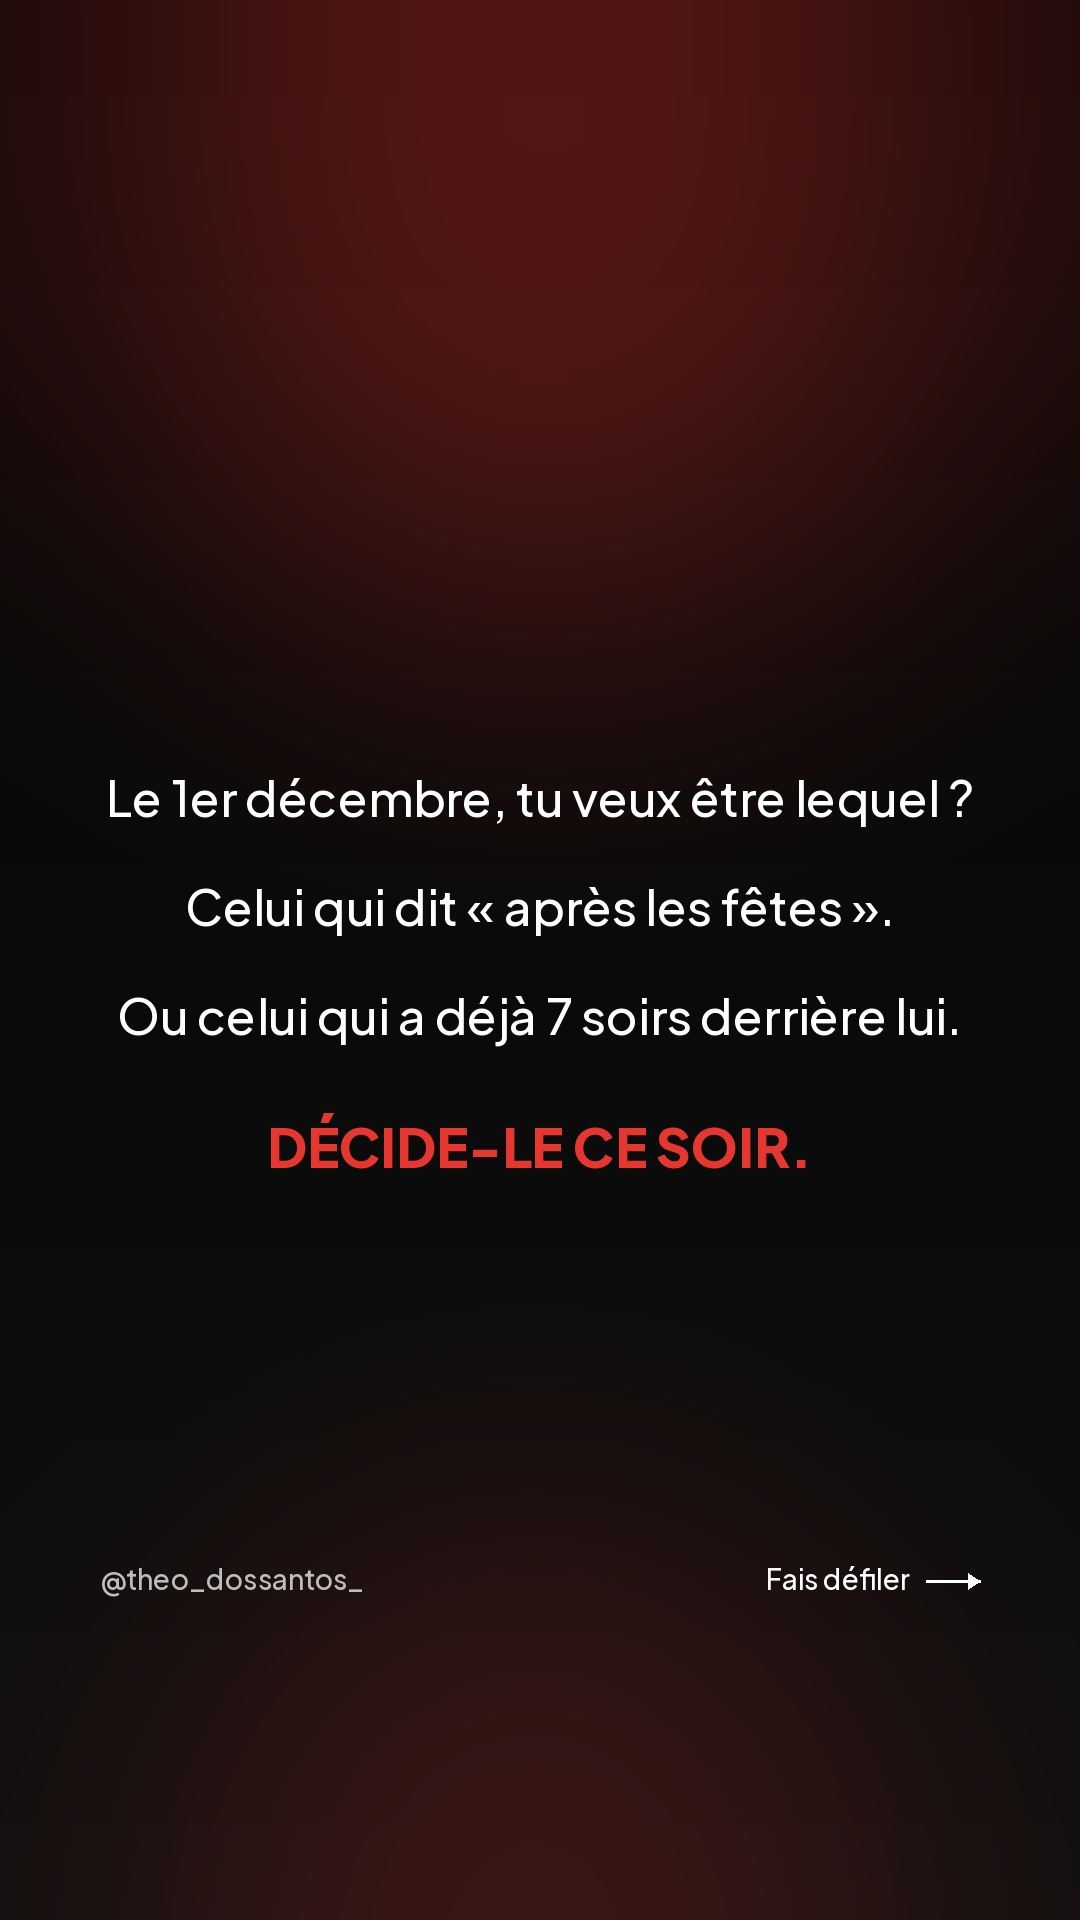 Le 1er décembre, tu veux être lequel ?
Celui qui dit « après les fêtes ».
Ou celui qui a déjà 7 soirs derrière lui.
DÉCIDE-LE CE SOIR.
@theo_dossantos_
Fais défiler →